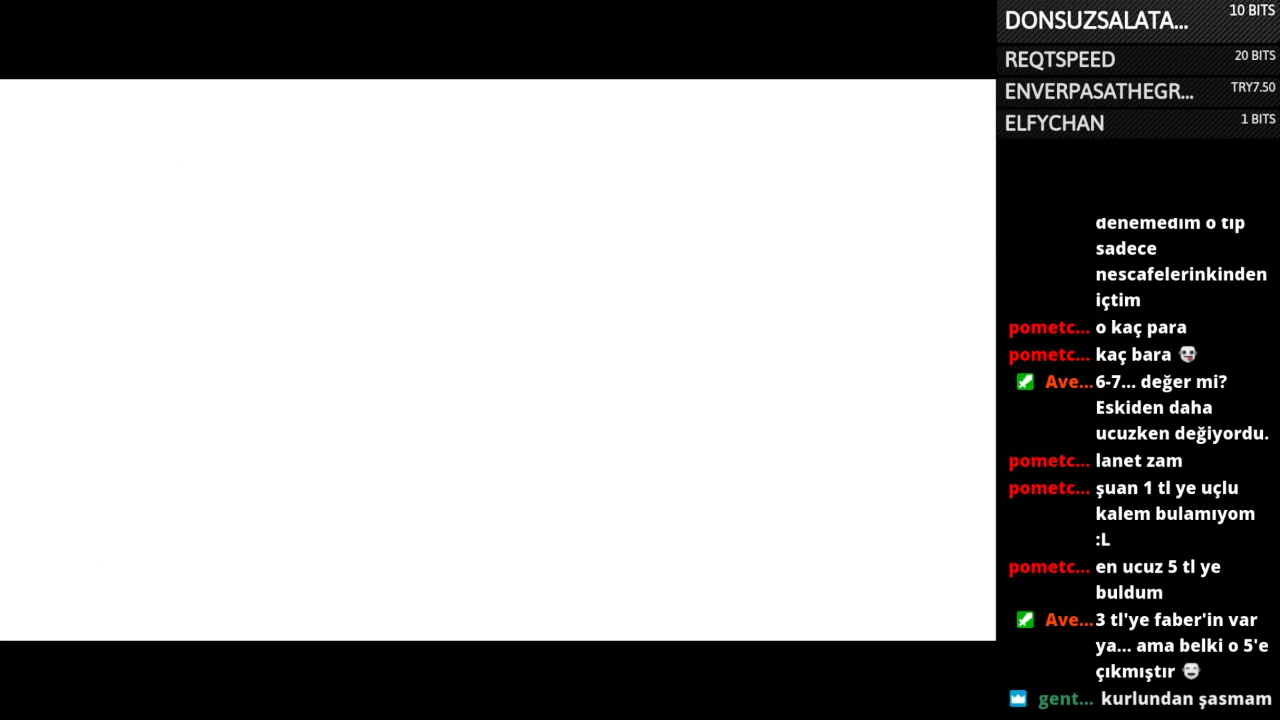 DONSUZSALATA... 10 BITS
REQTSPEED 20 BITS
ENVERPASATHEGR... TRY7.50
ELFYCHAN 1 BITS
denemedim o tip
sadece
nescafelerinkinden
içtim
pometc... o kaç para
pometc... kaç bara
Ave... 6-7... değer mi?
Eskiden daha
ucuzken değiyordu.
pometc... lanet zam
pometc... şuan 1 tl ye uçlu
kalem bulamıyom
:L
pometc... en ucuz 5 tl ye
buldum
Ave... 3 tl'ye faber'in var
ya... ama belki o 5'e
çıkmıştır
gent... kurlundan şasmam